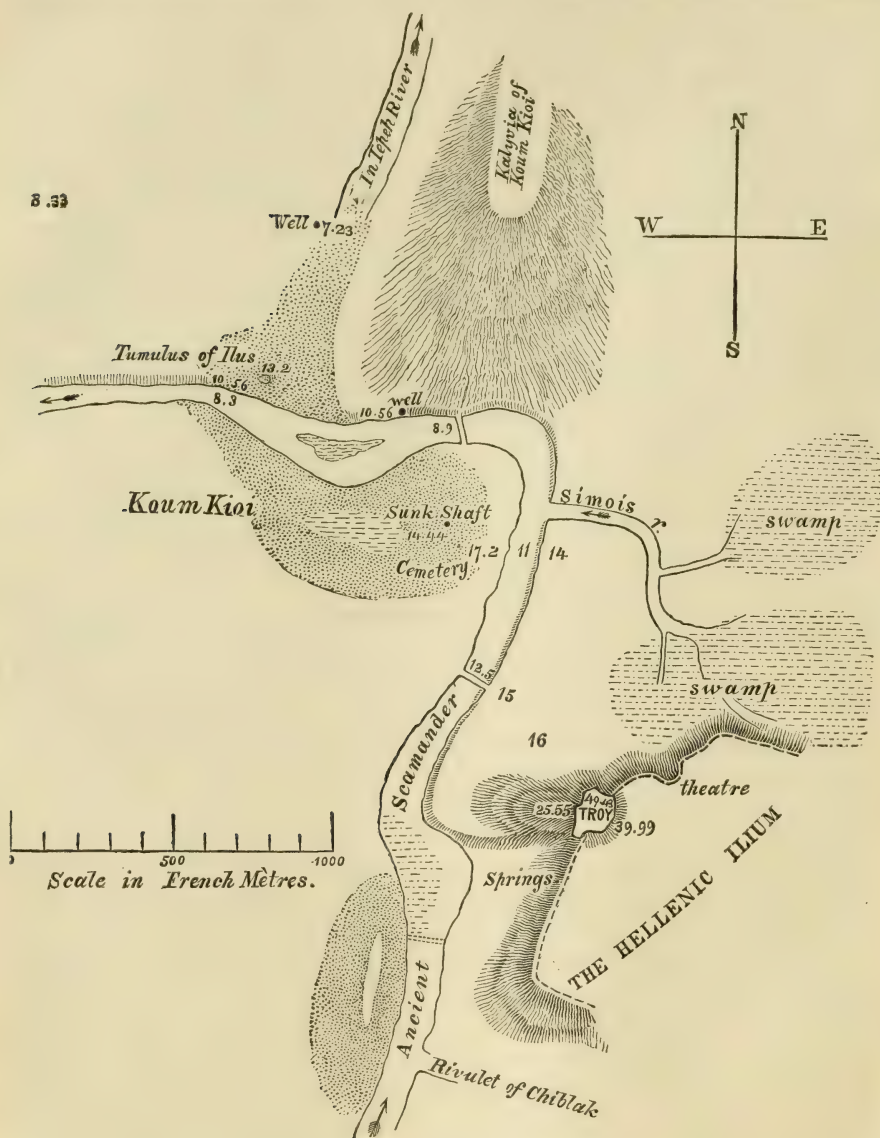 Kalyvia of
Koum Kioi
In Tepeh River
N
W E
S
8.33
Well 7.23
Tumulus of Ilus
13.2
10.56
8.3
10.56
well
8.9
Koum Kioi
Sunk Shaft
14.44
Cemetery
17.2
11
14
Simois r.
swamp
swamp
12.5
15
16
Scamander
theatre
49.43
TROY
25.55
39.99
Springs
THE HELLENIC ILIUM
500 1000
Scale in French Mètres.
Ancient
Rivulet of Chiblak